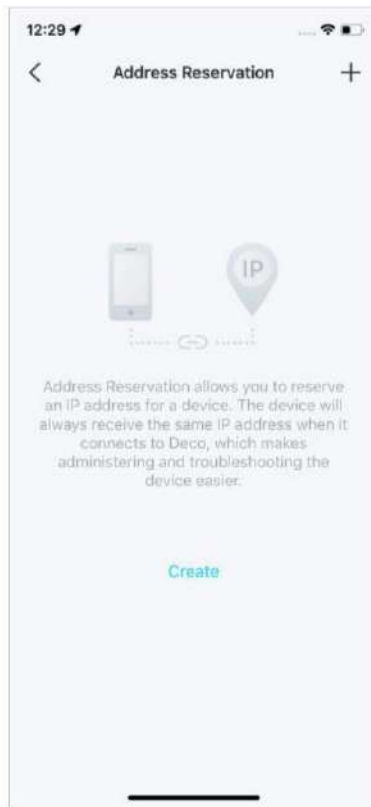 12:29
Address Reservation
IP
Address Reservation allows you to reserve
an IP address for a device. The device will
always receive the same IP address when it
connects to Deco, which makes
administering and troubleshooting the
device easier.
Create